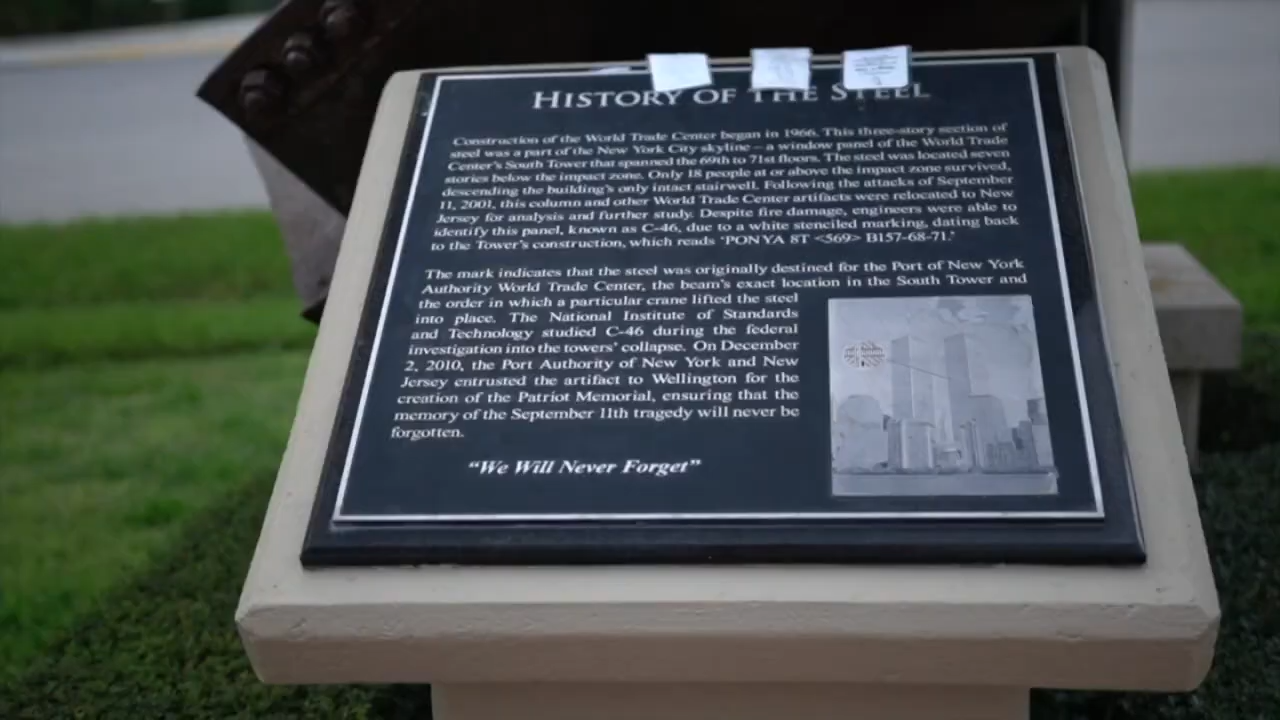 HISTORY OF THE STEEL
Construction of the World Trade Center began in 1966. This three-story section of
steel was a part of the New York City skyline – a window panel of the World Trade
Center's South Tower that spanned the 69th to 71st floors. The steel was located seven
stories below the impact zone. Only 18 people at or above the impact zone survived,
descending the building's only intact stairwell. Following the attacks of September
11, 2001, this column and other World Trade Center artifacts were relocated to New
Jersey for analysis and further study. Despite fire damage, engineers were able to
identify this panel, known as C-46, due to a white stenciled marking, dating back
to the Tower's construction, which reads 'PONYA 8T <569> B157-68-71.'
The mark indicates that the steel was originally destined for the Port of New York
Authority World Trade Center, the beam's exact location in the South Tower and
the order in which a particular crane lifted the steel
into place. The National Institute of Standards
and Technology studied C-46 during the federal
investigation into the towers' collapse. On December
2, 2010, the Port Authority of New York and New
Jersey entrusted the artifact to Wellington for the
creation of the Patriot Memorial, ensuring that the
memory of the September 11th tragedy will never be
forgotten.
"We Will Never Forget"